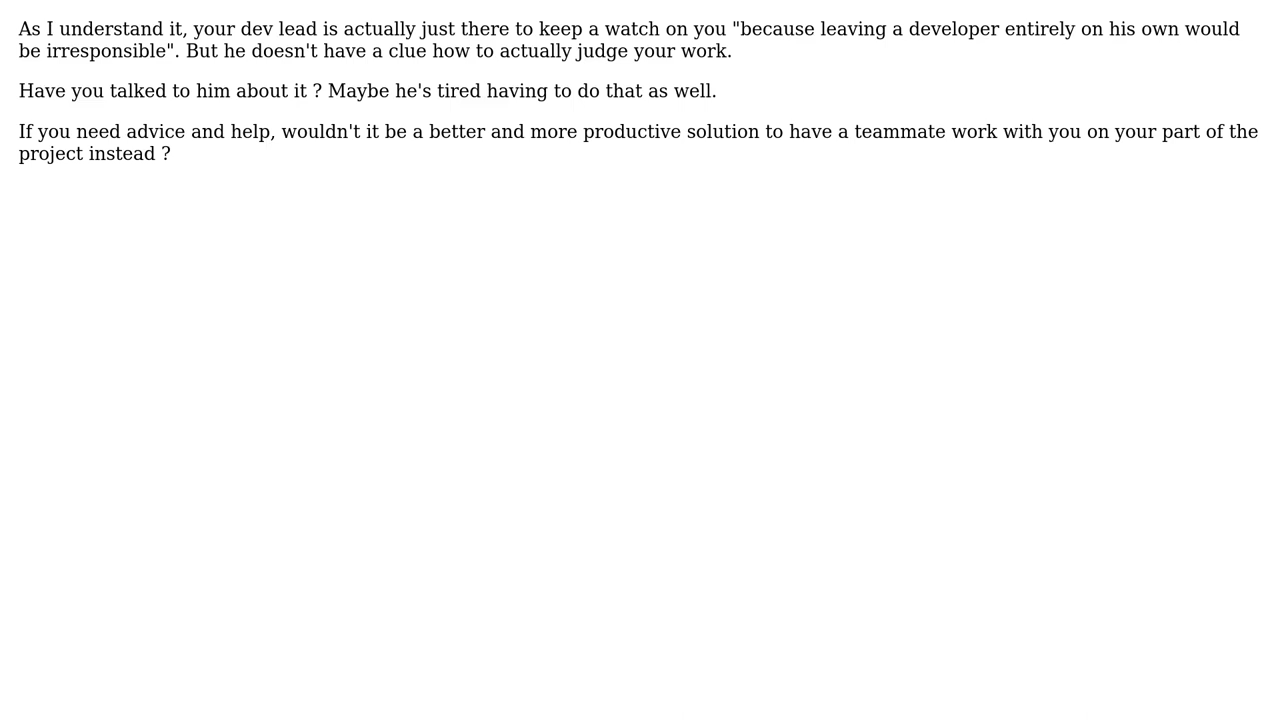 As I understand it, your dev lead is actually just there to keep a watch on you "because leaving a developer entirely on his own would
be irresponsible". But he doesn't have a clue how to actually judge your work.
Have you talked to him about it ? Maybe he's tired having to do that as well.
If you need advice and help, wouldn't it be a better and more productive solution to have a teammate work with you on your part of the
project instead ?